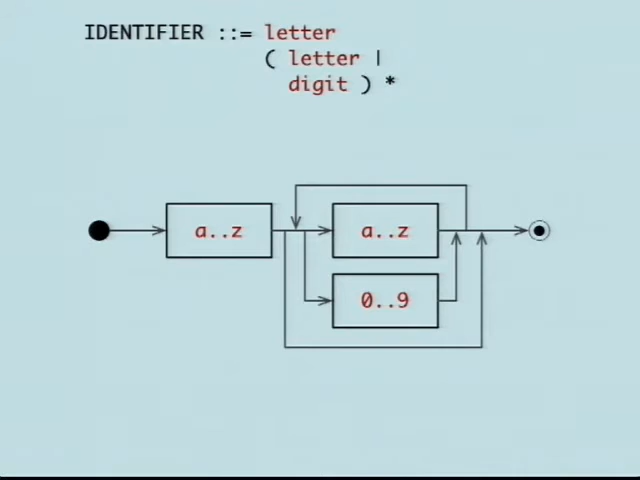 IDENTIFIER ::= letter
( letter |
digit ) *
a..z
a..z
0..9